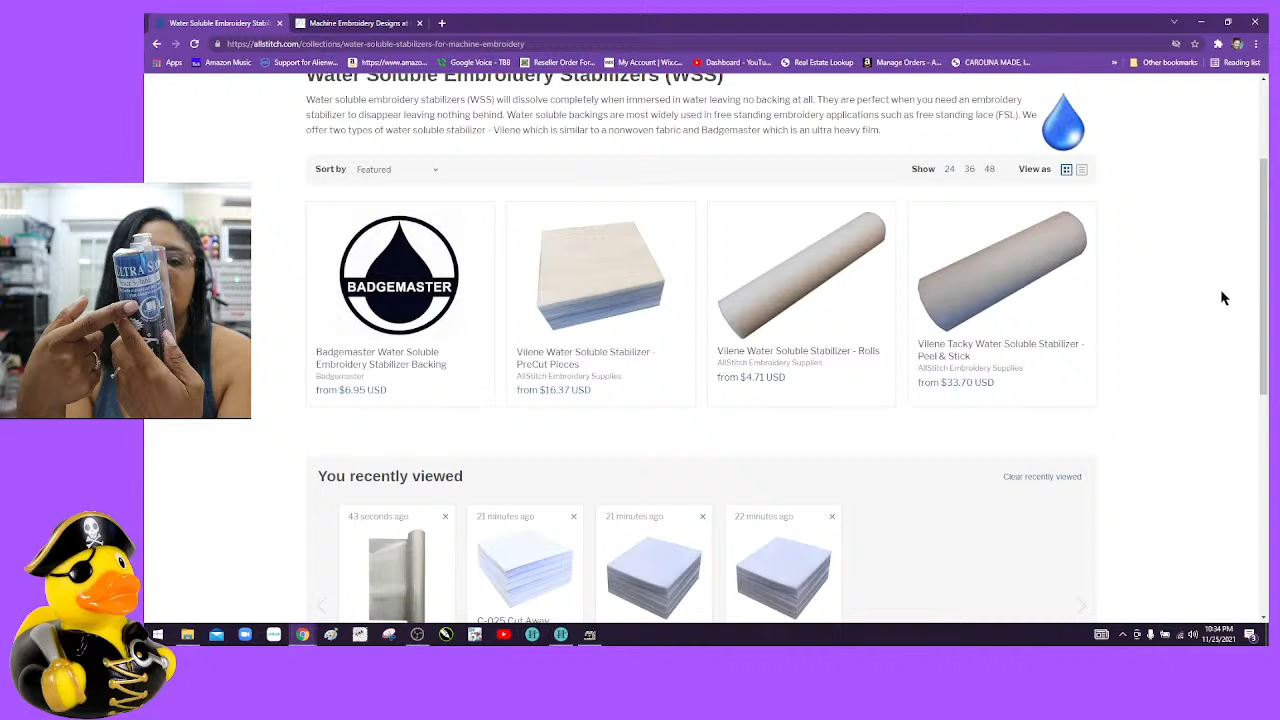 Water Soluble Embroidery Stabil
Machine Embroidery Designs at
https://allstitch.com/collections/water-soluble-stabilizers-for-machine-embroidery
Apps
Amazon Music
Support for Alienw...
https://www.amazo...
Google Voice - TBB
Reseller Order For...
My Account | Wix.c...
Dashboard - YouTu...
Real Estate Lookup
Manage Orders - A...
CAROLINA MADE, I...
»
Other bookmarks
Reading list
Water Soluble Embroidery Stabilizers (WSS)
Water soluble embroidery stabilizers (WSS) will dissolve completely when immersed in water leaving no backing at all. They are perfect when you need an embroidery
stabilizer to disappear leaving nothing behind. Water soluble backings are most widely used in free standing embroidery applications such as free standing lace (FSL). We
offer two types of water soluble stabilizer - Vilene which is similar to a nonwoven fabric and Badgemaster which is an ultra heavy film.
Sort by Featured
Show 24 36 48 View as
BADGEMASTER
Badgemaster Water Soluble
Embroidery Stabilizer Backing
Badgemaster
from $6.95 USD
Vilene Water Soluble Stabilizer -
PreCut Pieces
AllStitch Embroidery Supplies
from $16.37 USD
Vilene Water Soluble Stabilizer - Rolls
AllStitch Embroidery Supplies
from $4.71 USD
Vilene Tacky Water Soluble Stabilizer -
Peel & Stick
AllStitch Embroidery Supplies
from $33.70 USD
ULTRA SO
You recently viewed
Clear recently viewed
43 seconds ago
21 minutes ago
21 minutes ago
22 minutes ago
C-025 Cut Away
10:34 PM
11/25/2021